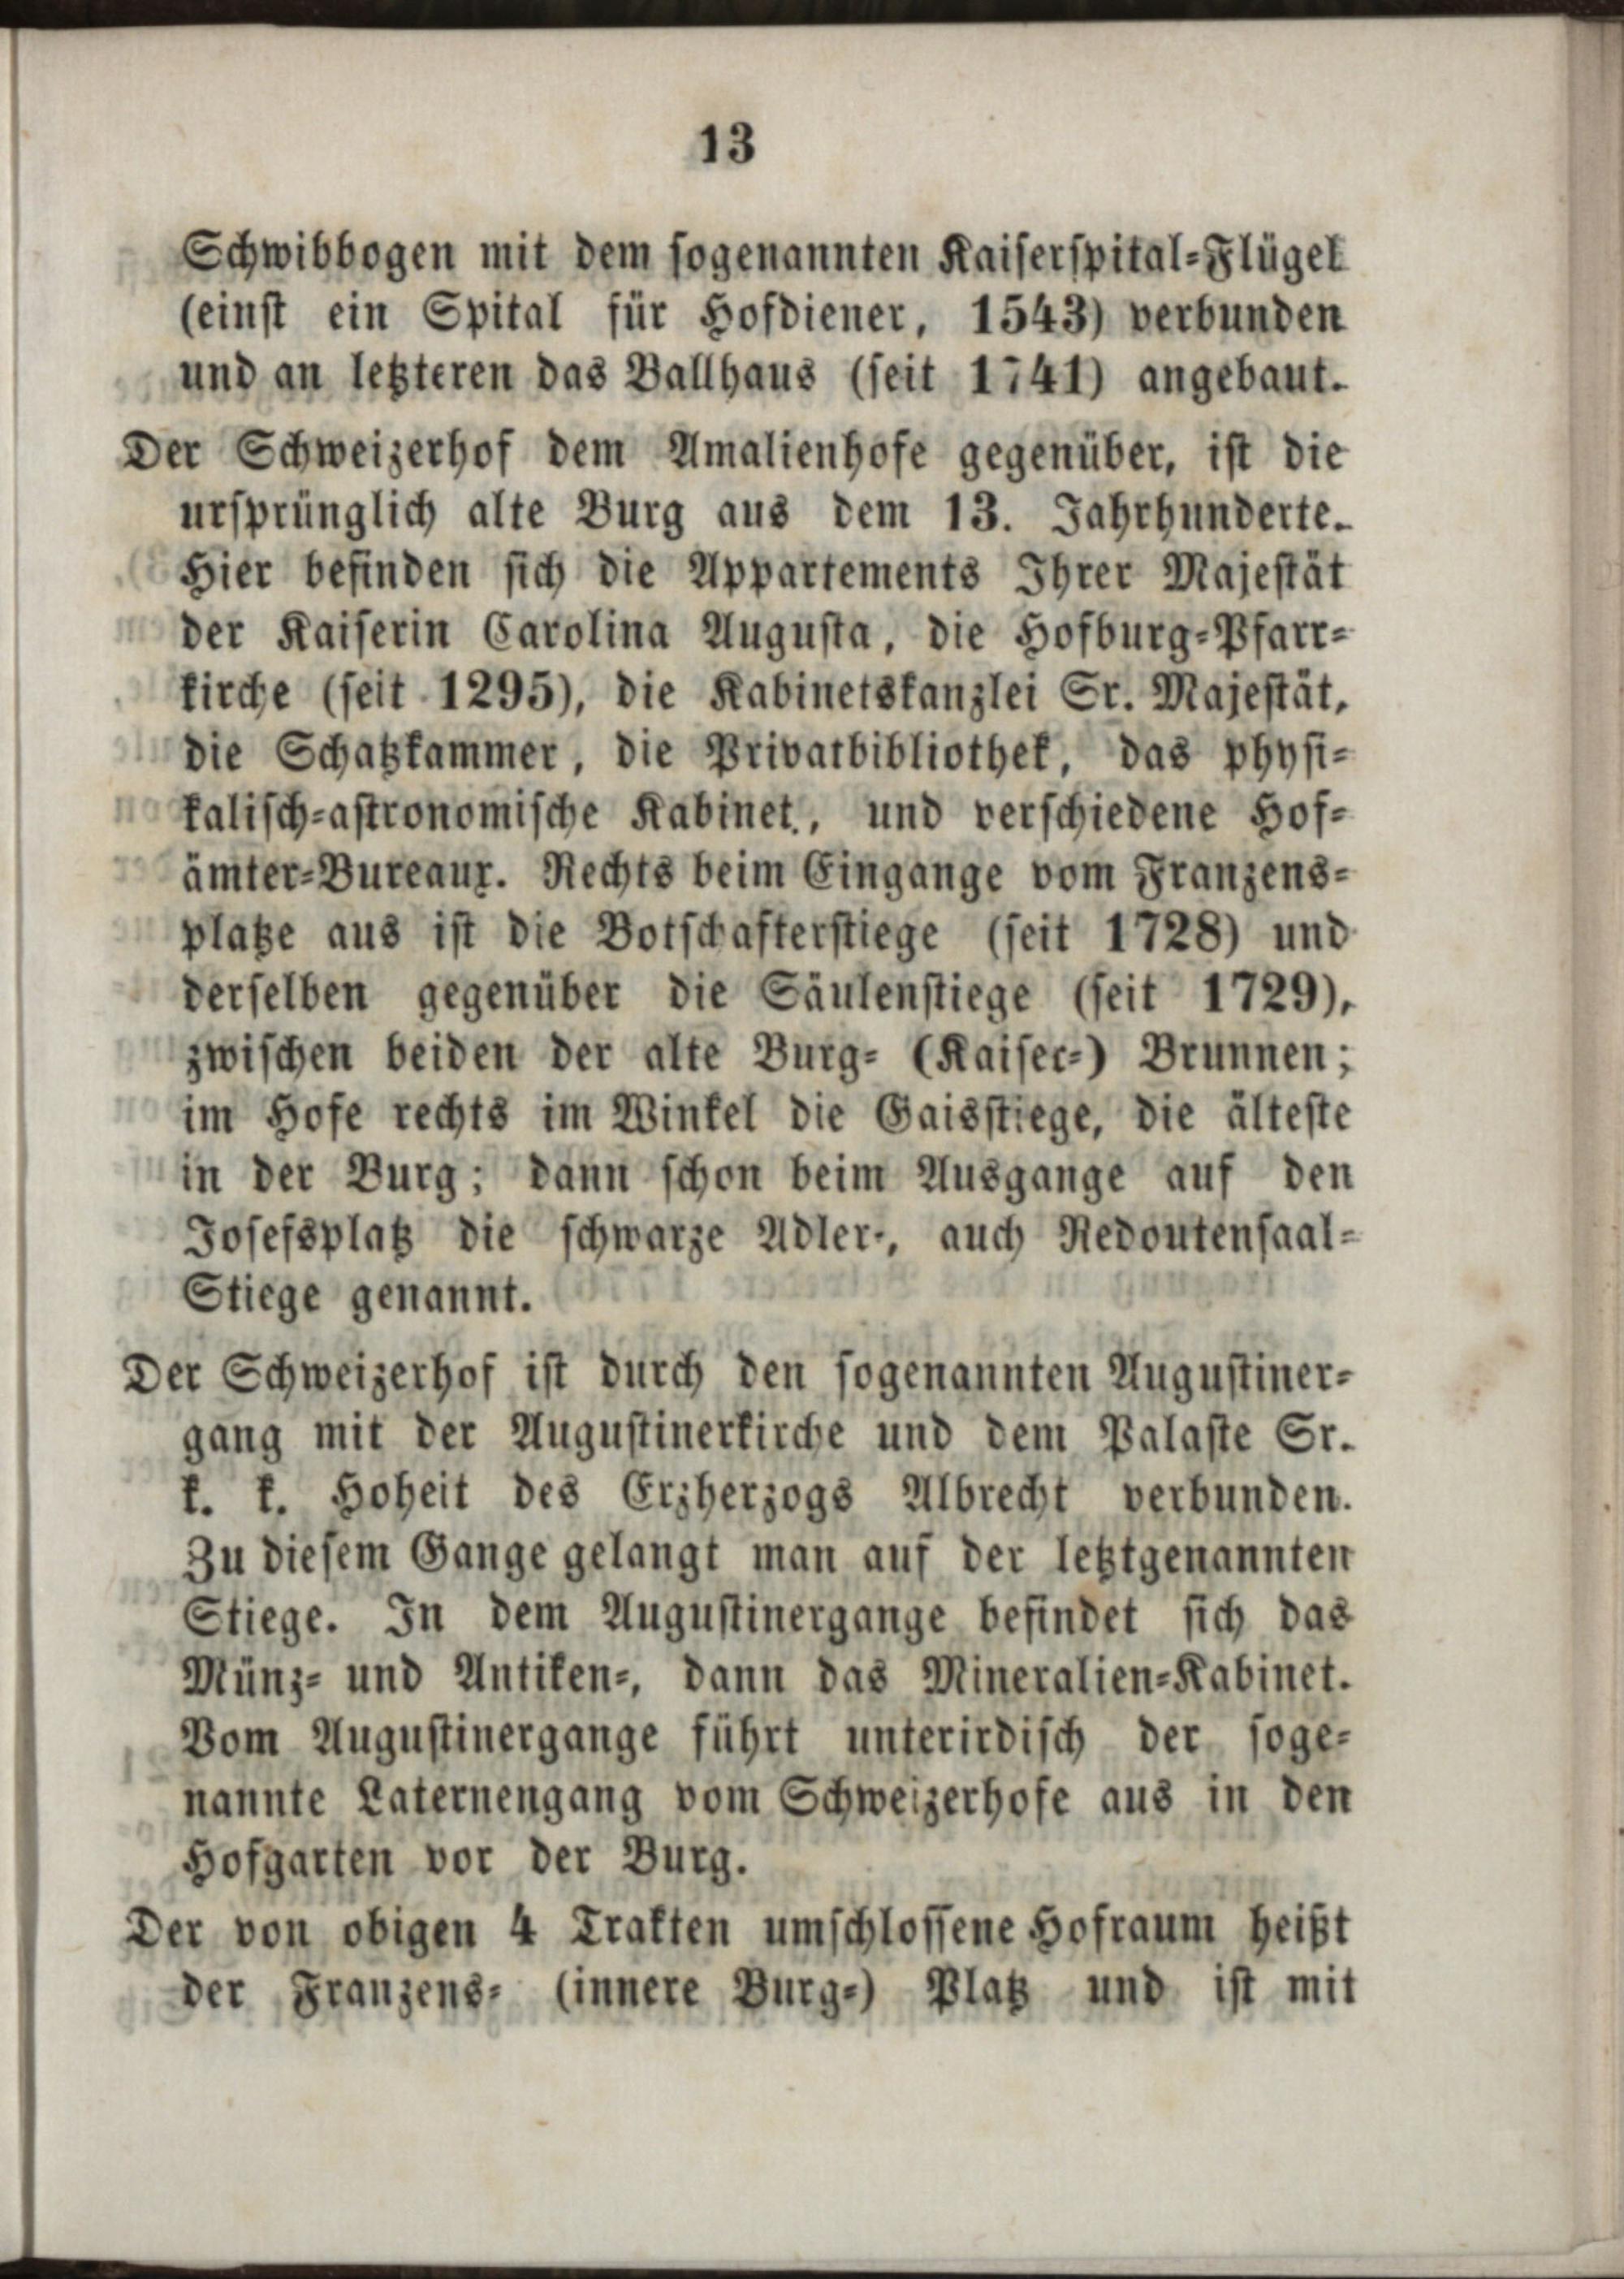 13
Schwibbogen mit dem sogenannten Kaiserspital-Flügel
(einst ein Spital für Hofdiener, 1543) verbunden
und an letzteren das Ballhaus (seit 1741) angebaut.
Der Schweizerhof dem Amalienhofe gegenüber, ist die
ursprünglich alte Burg aus dem 13. Jahrhunderte.
Hier befinden sich die Appartements Ihrer Majestät
der Kaiserin Carolina Augusta, die Hofburg-Pfarr-
kirche (seit 1295), die Kabinetskanzlei Sr. Majestät,
die Schatzkammer, die Privatbibliothek, das physi-
kalisch-astronomische Kabinet., und verschiedene Hof-
ämter-Bureaux. Rechts beim Eingange vom Franzens-
platze aus ist die Botschafterstiege (seit 1728) und
derselben gegenüber die Säulenstiege (seit 1729),
zwischen beiden der alte Burg- (Kaiser-) Brunnen;
im Hofe rechts im Winkel die Gaisstiege, die älteste
in der Burg; dann schon beim Ausgange auf den
Josefsplatz die schwarze Adler-, auch Redoutensaal-
Stiege genannt.
Der Schweizerhof ist durch den sogenannten Augustiner-
gang mit der Augustinerkirche und dem Palaste Sr.
k. k. Hoheit des Erzherzogs Albrecht verbunden.
Zu diesem Gange gelangt man auf der letztgenannten
Stiege. In dem Augustinergange befindet sich das
Münz- und Antiken-, dann das Mineralien-Kabinet.
Vom Augustinergange führt unterirdisch der soge-
nannte Laternengang vom Schweizerhofe aus in den
Hofgarten vor der Burg.
Der von obigen 4 Trakten umschlossene Hofraum heißt
der Franzens- (innere Burg-) Platz und ist mit